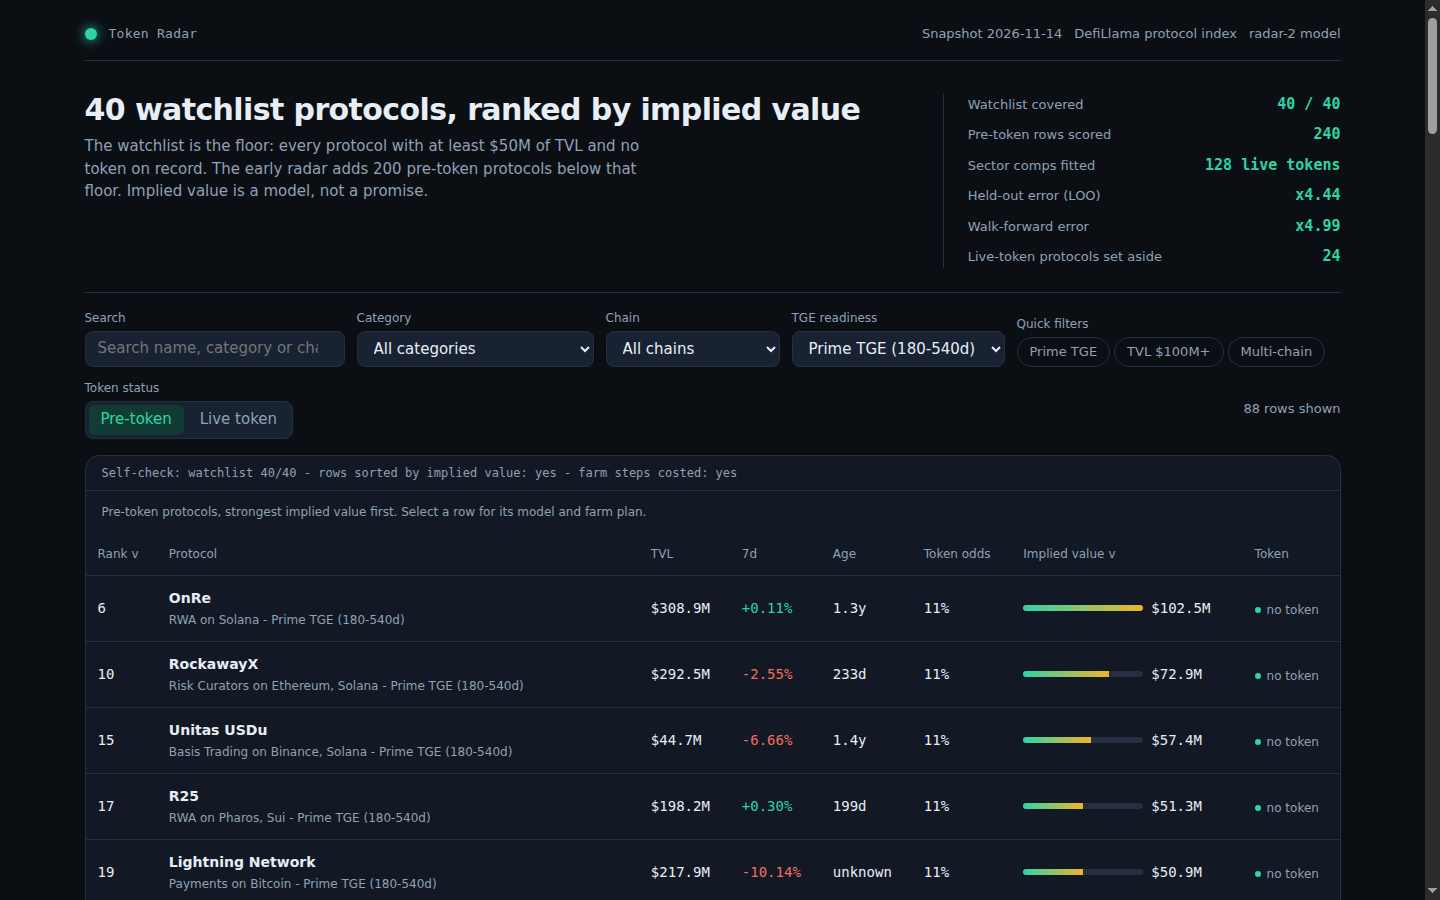 Token Radar
Snapshot 2026-11-14 DefiLlama protocol index radar-2 model
40 watchlist protocols, ranked by implied value
The watchlist is the floor: every protocol with at least $50M of TVL and no
token on record. The early radar adds 200 pre-token protocols below that
floor. Implied value is a model, not a promise.
Watchlist covered 40 / 40
Pre-token rows scored 240
Sector comps fitted 128 live tokens
Held-out error (LOO) x4.44
Walk-forward error x4.99
Live-token protocols set aside 24
Search Category Chain TGE readiness Quick filters
Search name, category or cha All categories All chains Prime TGE (180-540d) Prime TGE TVL $100M+ Multi-chain
Token status
Pre-token Live token 88 rows shown
Self-check: watchlist 40/40 - rows sorted by implied value: yes - farm steps costed: yes
Pre-token protocols, strongest implied value first. Select a row for its model and farm plan.
Rank v Protocol TVL 7d Age Token odds Implied value v Token
6 OnRe $308.9M +0.11% 1.3y 11% $102.5M no token
RWA on Solana - Prime TGE (180-540d)
10 RockawayX $292.5M -2.55% 233d 11% $72.9M no token
Risk Curators on Ethereum, Solana - Prime TGE (180-540d)
15 Unitas USDu $44.7M -6.66% 1.4y 11% $57.4M no token
Basis Trading on Binance, Solana - Prime TGE (180-540d)
17 R25 $198.2M +0.30% 199d 11% $51.3M no token
RWA on Pharos, Sui - Prime TGE (180-540d)
19 Lightning Network $217.9M -10.14% unknown 11% $50.9M no token
Payments on Bitcoin - Prime TGE (180-540d)